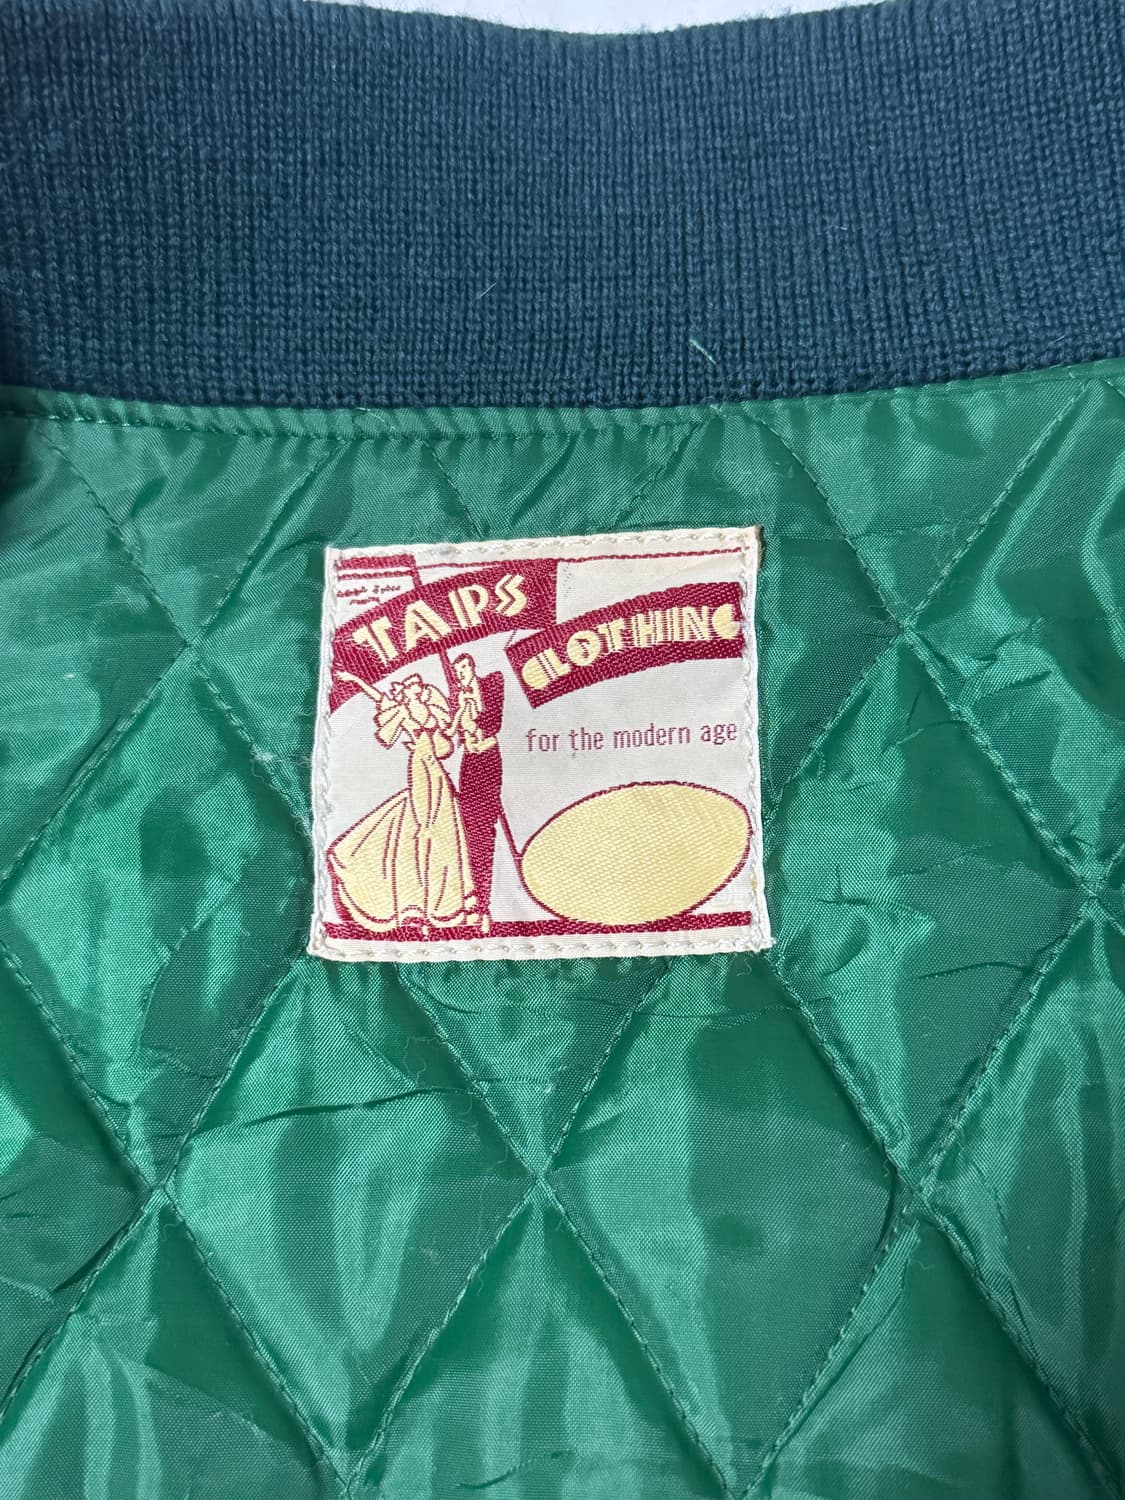 TAPS
CLOTHING
for the modern age